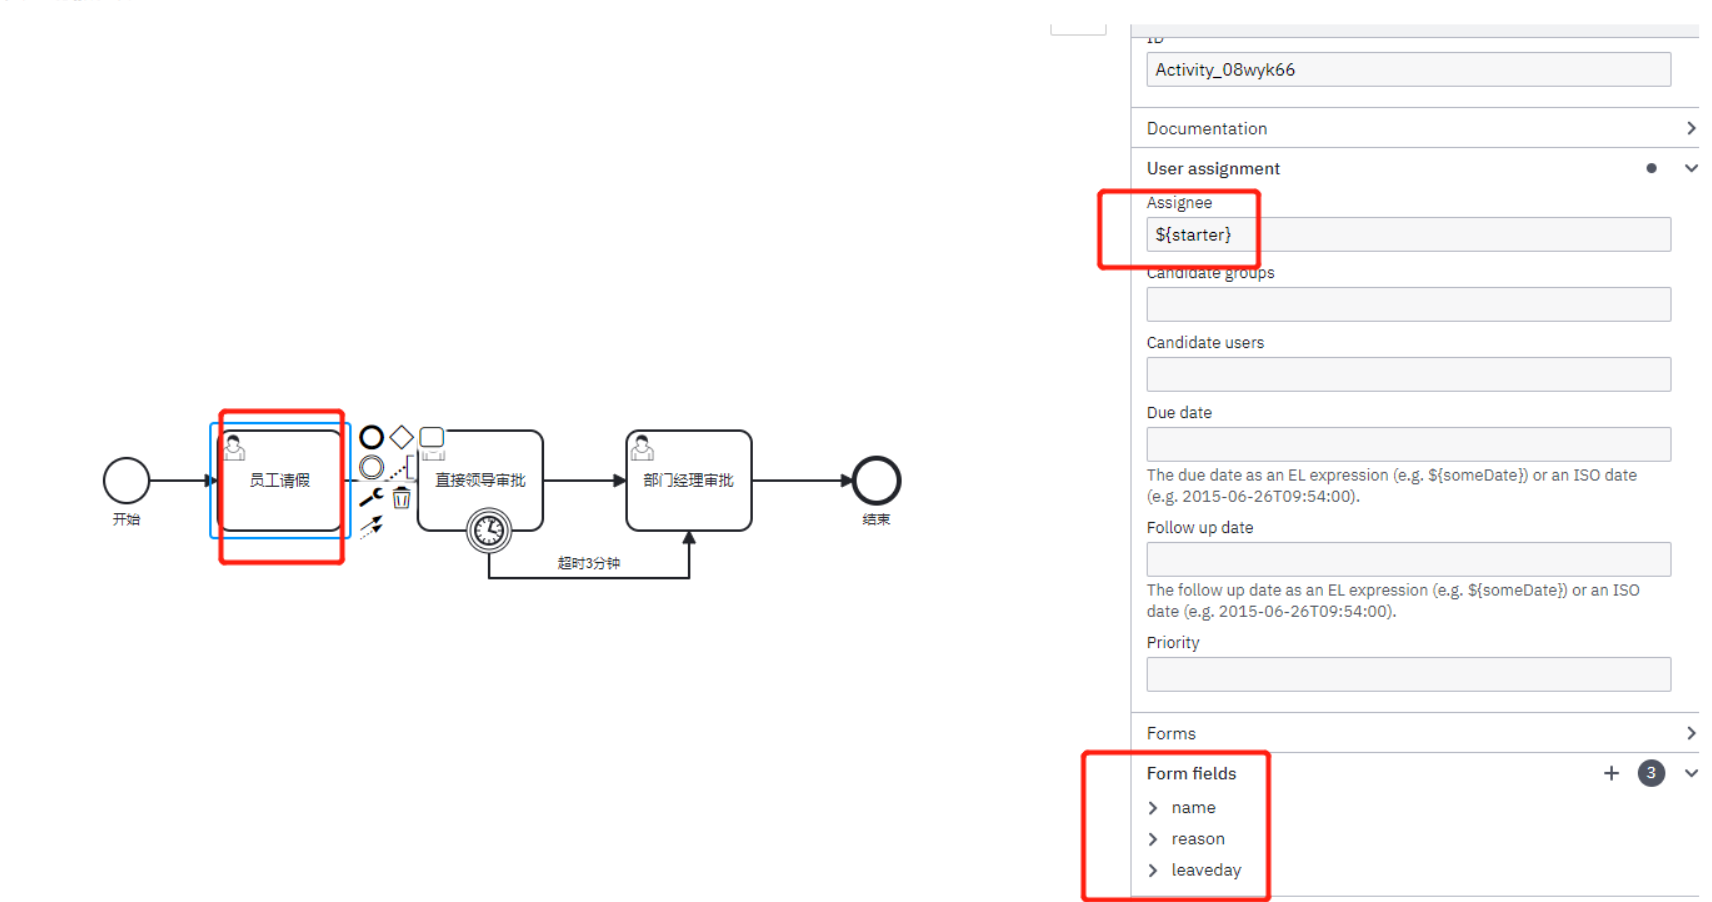 开始
员工请假
直接领导审批
部门经理审批
结束
超时3分钟
ID
Activity_08wyk66
Documentation
User assignment
Assignee
${starter}
Candidate groups
Candidate users
Due date
The due date as an EL expression (e.g. ${someDate}) or an ISO date
(e.g. 2015-06-26T09:54:00).
Follow up date
The follow up date as an EL expression (e.g. ${someDate}) or an ISO
date (e.g. 2015-06-26T09:54:00).
Priority
Forms
Form fields
3
name
reason
leaveday